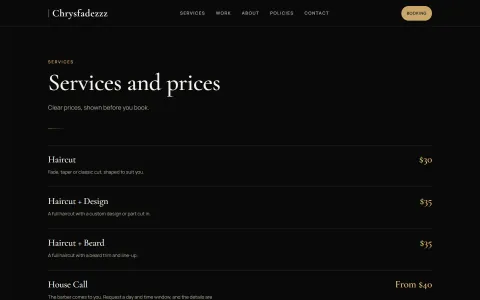 Chrysfadezzz
SERVICES WORK ABOUT POLICIES CONTACT
BOOKING
SERVICES
Services and prices
Clear prices, shown before you book.
Haircut $30
Fade, taper or classic cut, shaped to suit you.
Haircut + Design $35
A full haircut with a custom design or part cut in.
Haircut + Beard $35
A full haircut with a beard trim and line-up.
House Call From $40
The barber comes to you. Request a day and time window, and the details are